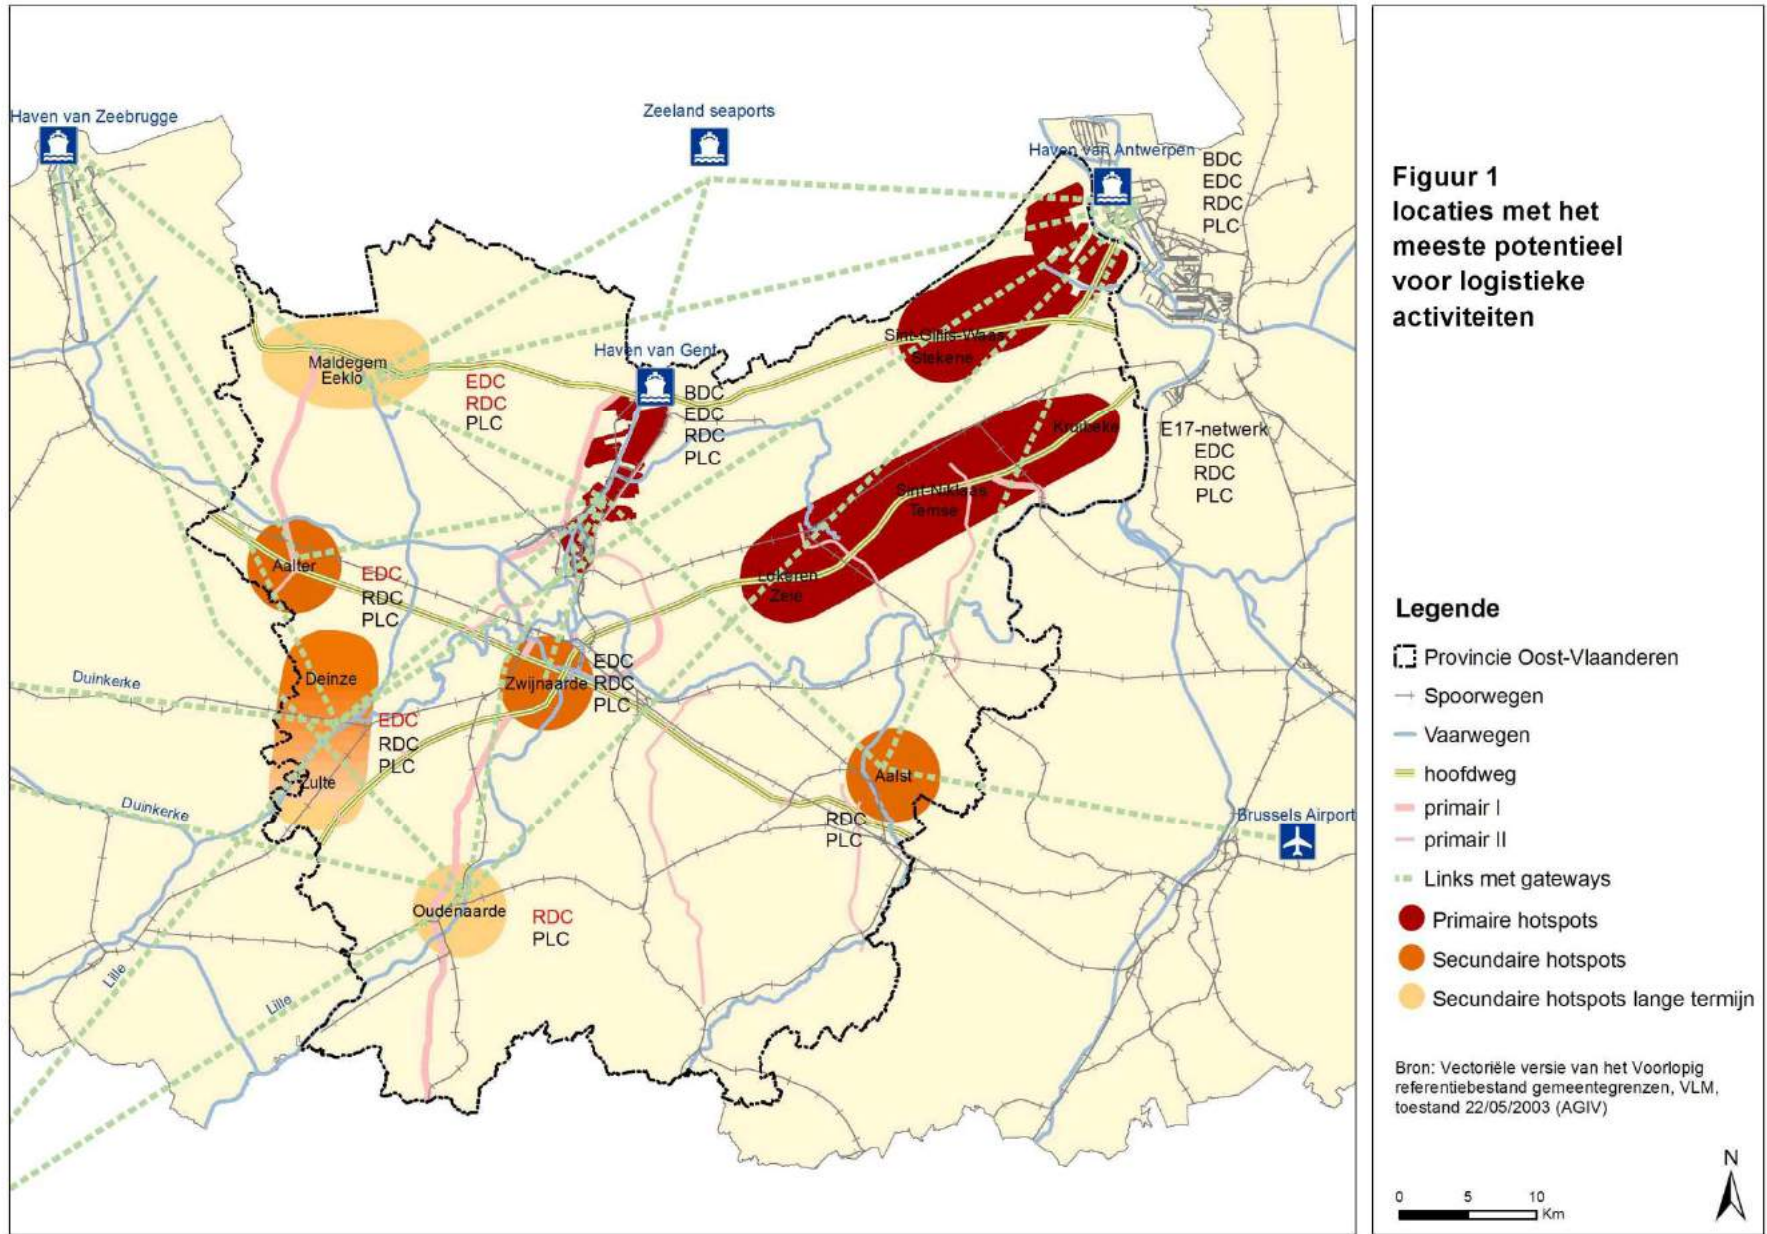 Haven van Zeebrugge
Zeeland seaports
Haven van Antwerpen
BDC
EDC
RDC
PLC
Sint-Gillis-Waas
Stekene
Haven van Gent
BDC
EDC
RDC
PLC
Maldegem
Eeklo
EDC
RDC
PLC
Kruibeke
E17-netwerk
EDC
RDC
PLC
Sint-Niklaas
Temse
Lokeren
Zele
Aalter
EDC
RDC
PLC
Duinkerke
Deinze
Zwijnaarde
EDC
RDC
PLC
EDC
RDC
PLC
Zulte
Duinkerke
Aalst
RDC
PLC
Brussels Airport
Oudenaarde
RDC
PLC
Lille
Lille
Figuur 1
locaties met het
meeste potentieel
voor logistieke
activiteiten
Legende
Provincie Oost-Vlaanderen
Spoorwegen
Vaarwegen
hoofdweg
primair I
primair II
Links met gateways
Primaire hotspots
Secundaire hotspots
Secundaire hotspots lange termijn
Bron: Vectoriële versie van het Voorlopig
referentiebestand gemeentegrenzen, VLM,
toestand 22/05/2003 (AGIV)
N
0 5 10
Km